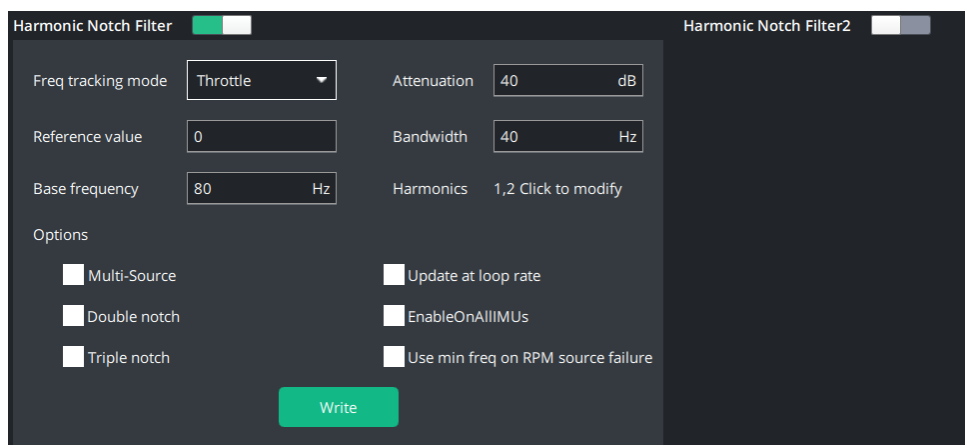 Harmonic Notch Filter
Harmonic Notch Filter2
Freq tracking mode Throttle
Attenuation 40 dB
Reference value 0
Bandwidth 40 Hz
Base frequency 80 Hz
Harmonics 1,2 Click to modify
Options
Multi-Source
Update at loop rate
Double notch
EnableOnAllIMUs
Triple notch
Use min freq on RPM source failure
Write